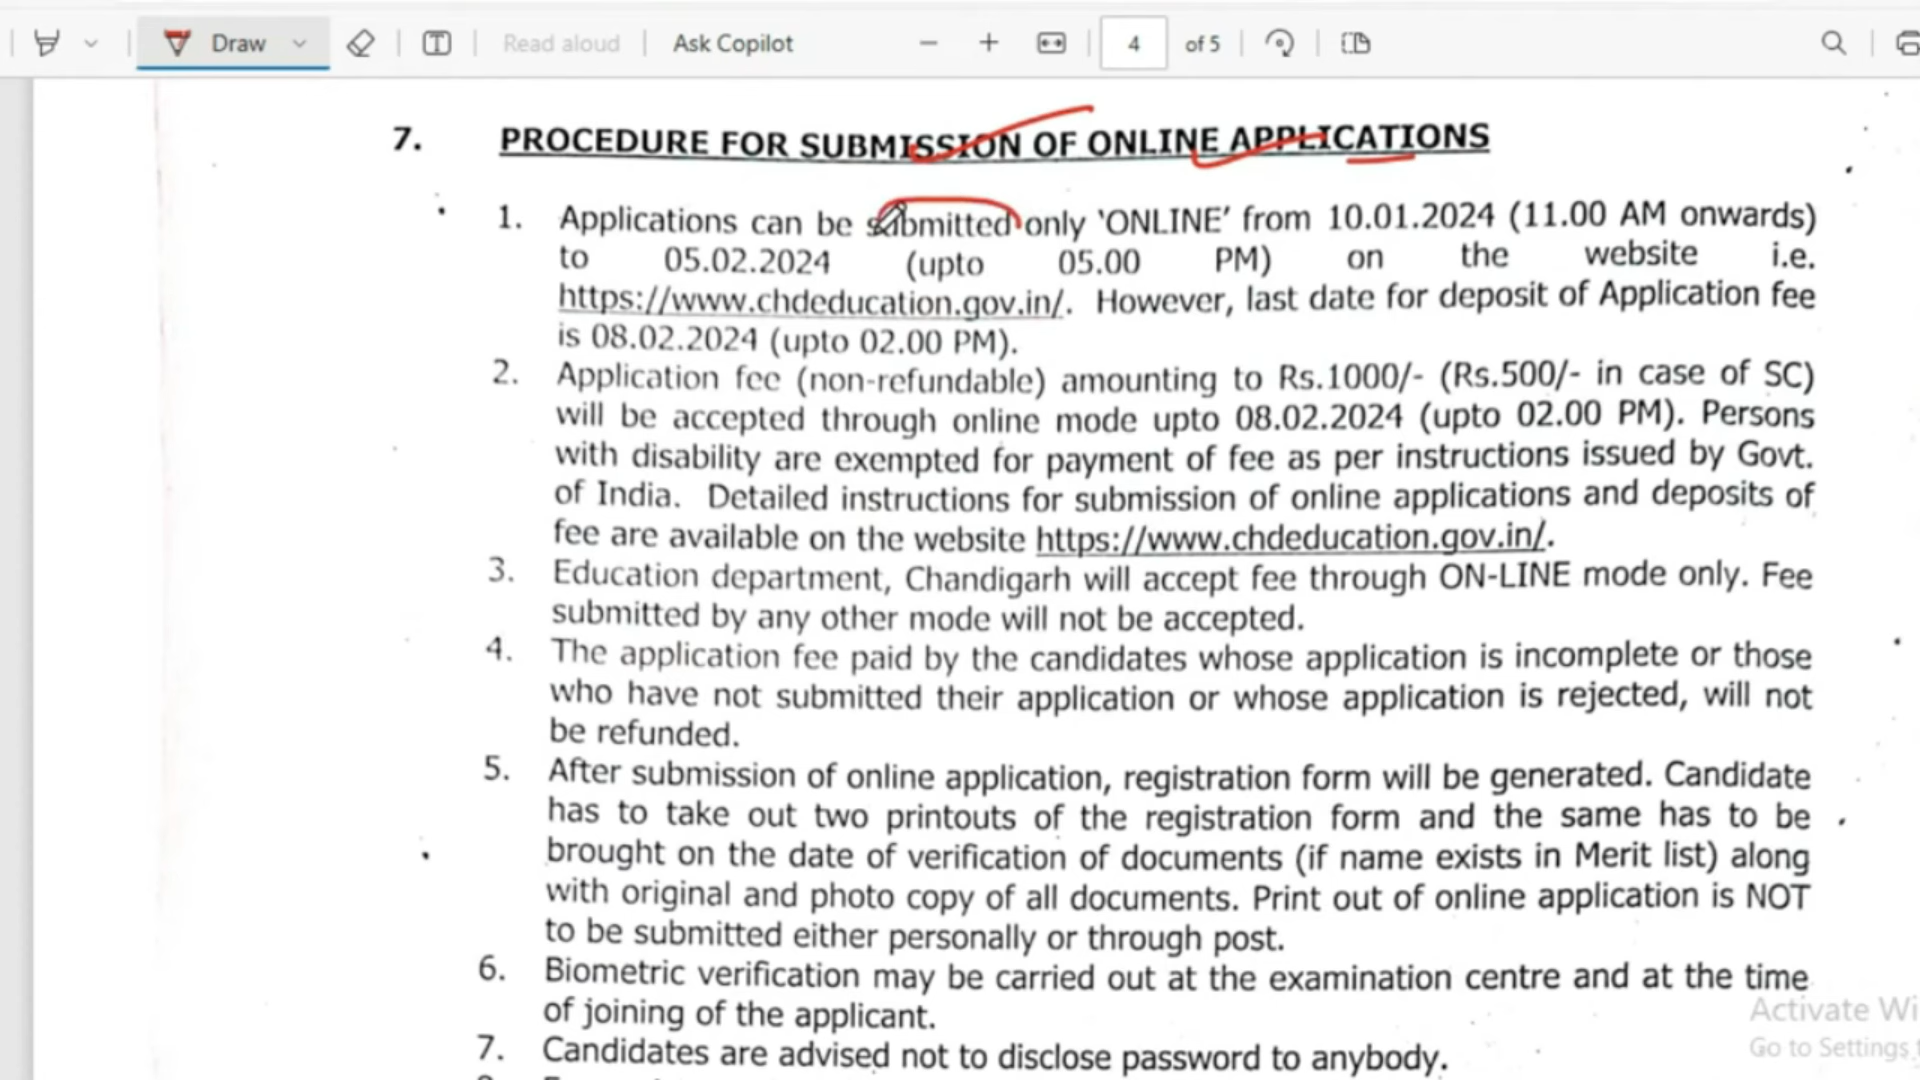 Draw
Read aloud
Ask Copilot
4
of 5
7. PROCEDURE FOR SUBMISSION OF ONLINE APPLICATIONS
1. Applications can be submitted only ‘ONLINE’ from 10.01.2024 (11.00 AM onwards)
to 05.02.2024 (upto 05.00 PM) on the website i.e.
https://www.chdeducation.gov.in/. However, last date for deposit of Application fee
is 08.02.2024 (upto 02.00 PM).
2. Application fee (non-refundable) amounting to Rs.1000/- (Rs.500/- in case of SC)
will be accepted through online mode upto 08.02.2024 (upto 02.00 PM). Persons
with disability are exempted for payment of fee as per instructions issued by Govt.
of India. Detailed instructions for submission of online applications and deposits of
fee are available on the website https://www.chdeducation.gov.in/.
3. Education department, Chandigarh will accept fee through ON-LINE mode only. Fee
submitted by any other mode will not be accepted.
4. The application fee paid by the candidates whose application is incomplete or those
who have not submitted their application or whose application is rejected, will not
be refunded.
5. After submission of online application, registration form will be generated. Candidate
has to take out two printouts of the registration form and the same has to be
brought on the date of verification of documents (if name exists in Merit list) along
with original and photo copy of all documents. Print out of online application is NOT
to be submitted either personally or through post.
6. Biometric verification may be carried out at the examination centre and at the time
of joining of the applicant.
7. Candidates are advised not to disclose password to anybody.
Activate Wi
Go to Settings